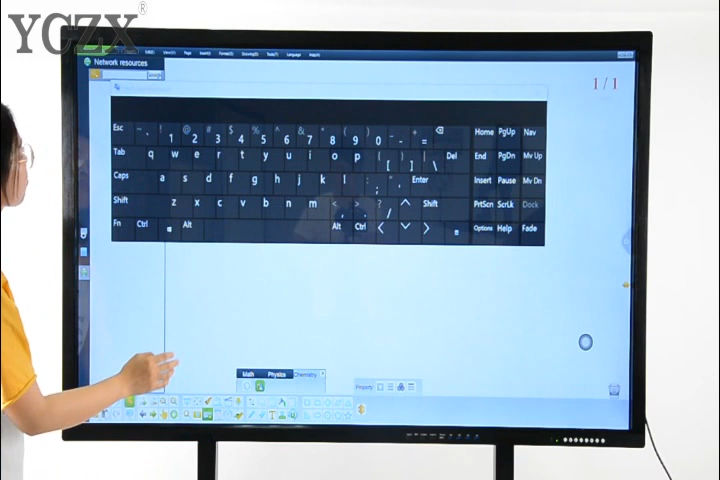 YCZX®
Network resources
1/1
Esc ~ ` ! 1 @ 2 # 3 $ 4 % 5 ^ 6 & 7 * 8 ( 9 ) 0 _ - + = Home PgUp Nav
Tab q w e r t y u i o p { [ } ] | \ Del End PgDn Mv Up
Caps a s d f g h j k l : ; " , Enter Insert Pause Mv Dn
Shift z x c v b n m < , > . ? / Shift PrtScn ScrLk Dock
Fn Ctrl Alt Alt Ctrl Options Help Fade
Math Physics Chemistry
Property